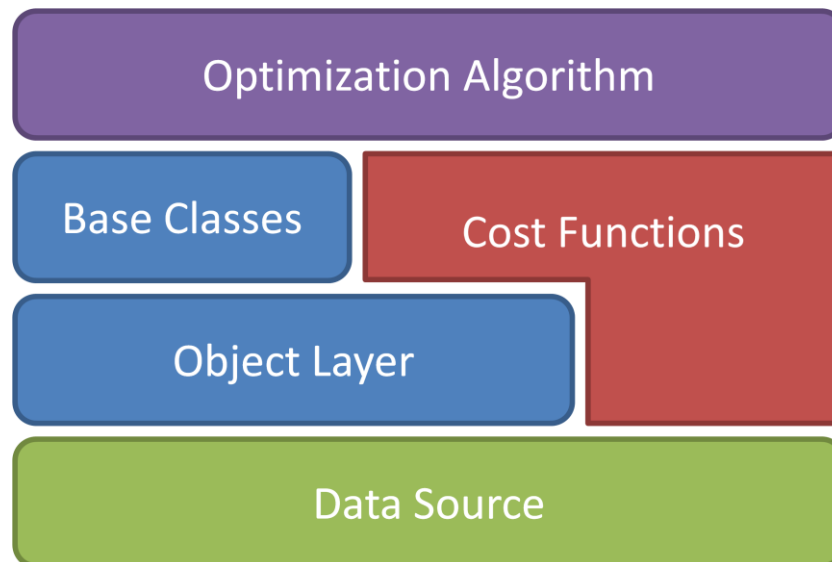 Optimization Algorithm
Base Classes
Cost Functions
Object Layer
Data Source